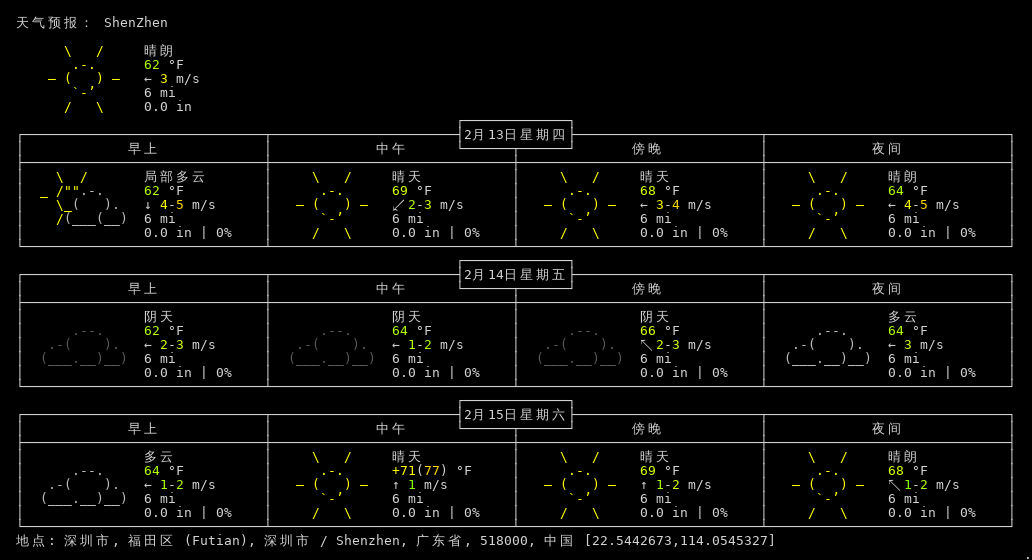 天气预报： ShenZhen
晴朗
62 °F
← 3 m/s
6 mi
0.0 in
2月13日星期四
早上 中午 傍晚 夜间
局部多云 晴天 晴天 晴朗
62 °F 69 °F 68 °F 64 °F
↓ 4-5 m/s ↙ 2-3 m/s ← 3-4 m/s ← 4-5 m/s
6 mi 6 mi 6 mi 6 mi
0.0 in | 0% 0.0 in | 0% 0.0 in | 0% 0.0 in | 0%
2月14日星期五
早上 中午 傍晚 夜间
阴天 阴天 阴天 多云
62 °F 64 °F 66 °F 64 °F
← 2-3 m/s ← 1-2 m/s ↖ 2-3 m/s ← 3 m/s
6 mi 6 mi 6 mi 6 mi
0.0 in | 0% 0.0 in | 0% 0.0 in | 0% 0.0 in | 0%
2月15日星期六
早上 中午 傍晚 夜间
多云 晴天 晴天 晴朗
64 °F +71(77) °F 69 °F 68 °F
← 1-2 m/s ↑ 1 m/s ↑ 1-2 m/s ↖ 1-2 m/s
6 mi 6 mi 6 mi 6 mi
0.0 in | 0% 0.0 in | 0% 0.0 in | 0% 0.0 in | 0%
地点: 深圳市, 福田区 (Futian), 深圳市 / Shenzhen, 广东省, 518000, 中国 [22.5442673,114.0545327]